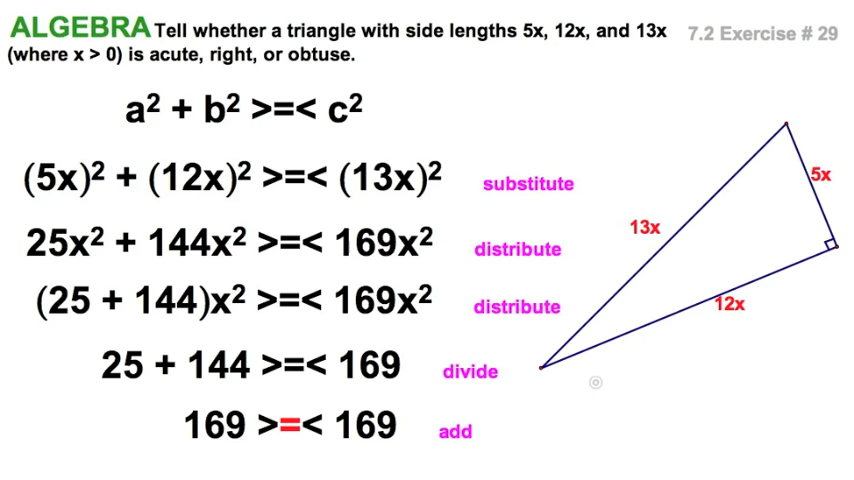 ALGEBRA Tell whether a triangle with side lengths 5x, 12x, and 13x 7.2 Exercise # 29
(where x > 0) is acute, right, or obtuse.
a² + b² >=< c²
(5x)² + (12x)² >=< (13x)² substitute
25x² + 144x² >=< 169x² distribute
(25 + 144)x² >=< 169x² distribute
25 + 144 >=< 169 divide
169 >=< 169 add
5x
13x
12x